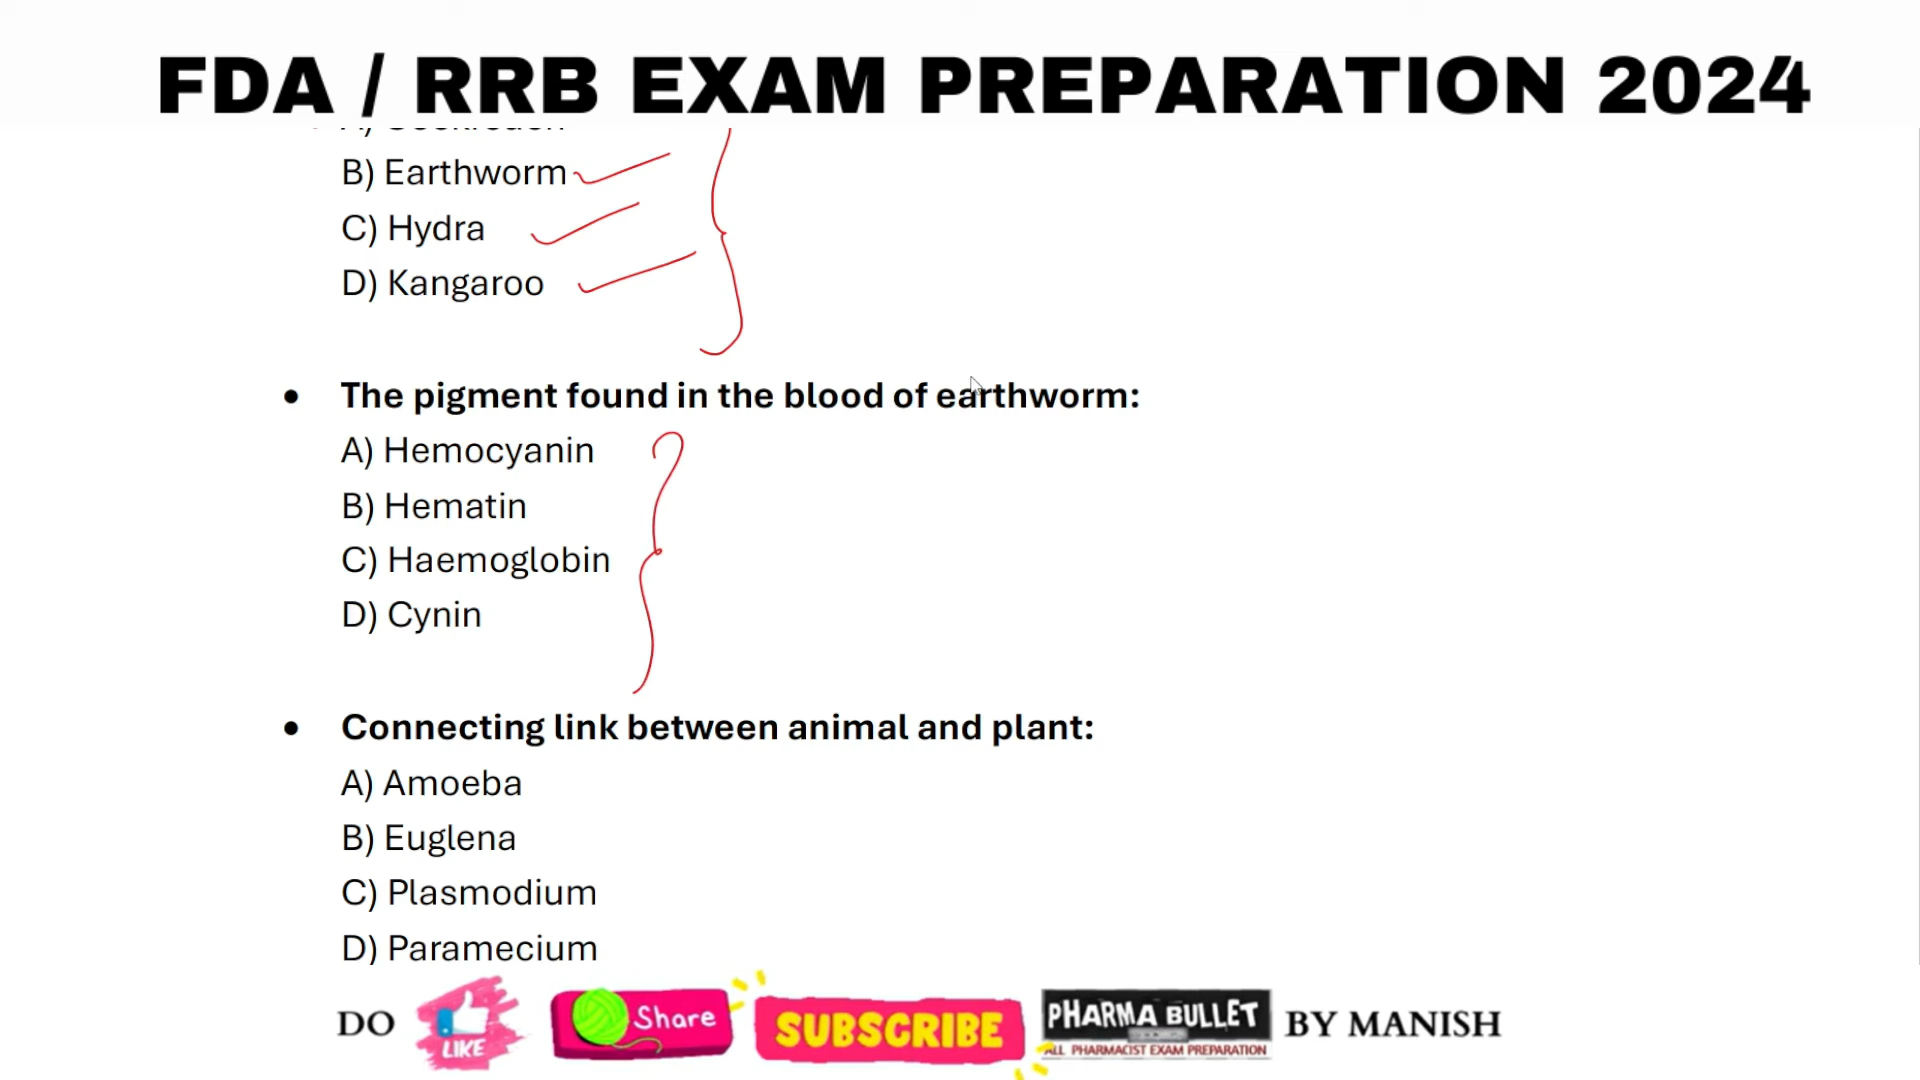 FDA / RRB EXAM PREPARATION 2024
B) Earthworm
C) Hydra
D) Kangaroo
• The pigment found in the blood of earthworm:
A) Hemocyanin
B) Hematin
C) Haemoglobin
D) Cynin
• Connecting link between animal and plant:
A) Amoeba
B) Euglena
C) Plasmodium
D) Paramecium
DO LIKE Share SUBSCRIBE PHARMA BULLET BY MANISH
ALL PHARMACIST EXAM PREPARATION